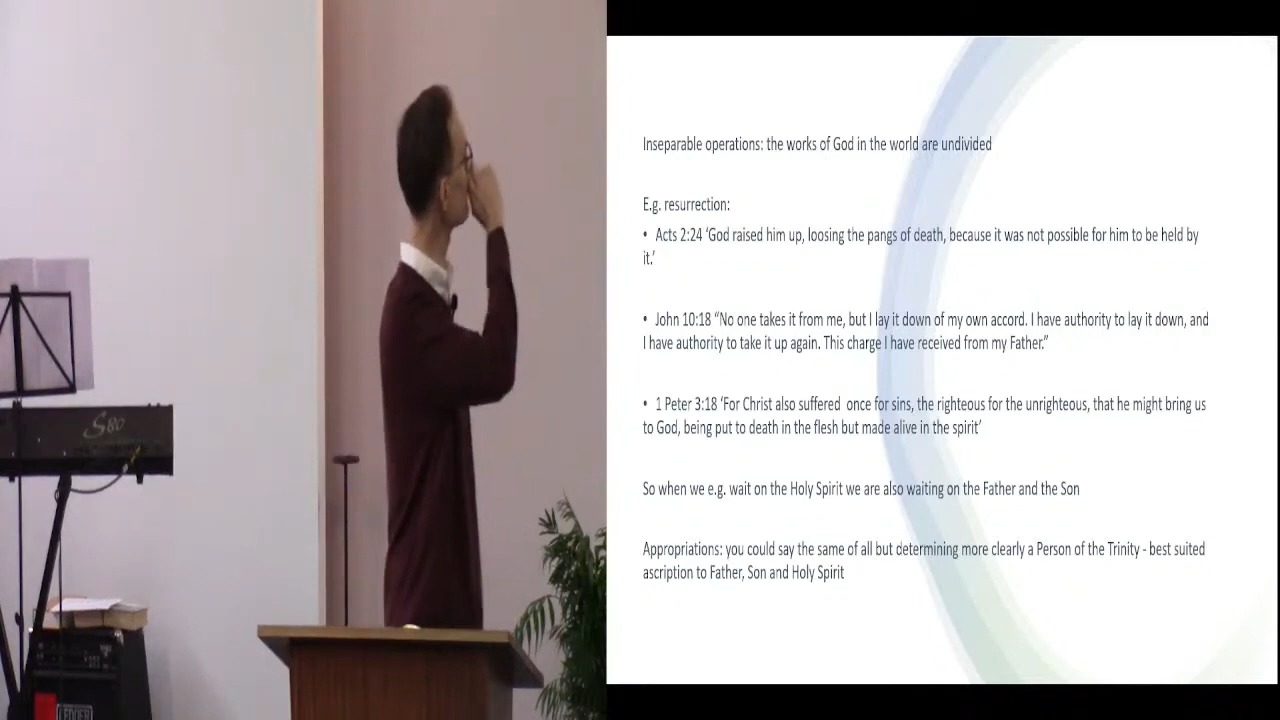 S80
LEDGER
Inseparable operations: the works of God in the world are undivided
E.g. resurrection:
• Acts 2:24 ‘God raised him up, loosing the pangs of death, because it was not possible for him to be held by
it.’
• John 10:18 “No one takes it from me, but I lay it down of my own accord. I have authority to lay it down, and
I have authority to take it up again. This charge I have received from my Father.”
• 1 Peter 3:18 ‘For Christ also suffered  once for sins, the righteous for the unrighteous, that he might bring us
to God, being put to death in the flesh but made alive in the spirit’
So when we e.g. wait on the Holy Spirit we are also waiting on the Father and the Son
Appropriations: you could say the same of all but determining more clearly a Person of the Trinity - best suited
ascription to Father, Son and Holy Spirit